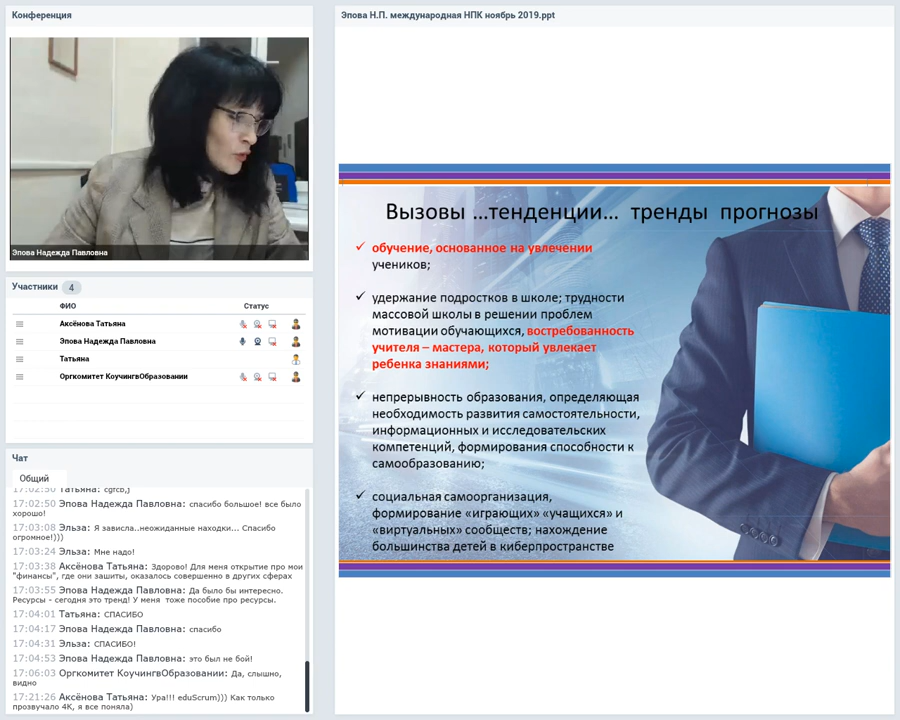 Конференция
Эпова Надежда Павловна
Участники 4
ФИО Статус
Аксёнова Татьяна
Эпова Надежда Павловна
Татьяна
Оргкомитет КоучингвОбразовании
Чат
Общий
17:02:50 Татьяна: cgfcb,j
17:02:50 Эпова Надежда Павловна: спасибо большое! все было
хорошо!
17:03:08 Эльза: Я зависла..неожиданные находки... Спасибо
огромное!)))
17:03:24 Эльза: Мне надо!
17:03:38 Аксёнова Татьяна: Здорово! Для меня открытие про мои
"финансы", где они зашиты, оказалось совершенно в других сферах
17:03:55 Эпова Надежда Павловна: Да было бы интересно.
Ресурсы - сегодня это тренд! У меня тоже пособие про ресурсы.
17:04:01 Татьяна: СПАСИБО
17:04:17 Эпова Надежда Павловна: спасибо
17:04:31 Эльза: СПАСИБО!
17:04:53 Эпова Надежда Павловна: это был не бой!
17:06:03 Оргкомитет КоучингвОбразовании: Да, слышно,
видно
17:21:26 Аксёнова Татьяна: Ура!!! eduScrum))) Как только
прозвучало 4К, я все поняла)
Эпова Н.П. международная НПК ноябрь 2019.ppt
Вызовы ...тенденции... тренды прогнозы
обучение, основанное на увлечении
учеников;
удержание подростков в школе; трудности
массовой школы в решении проблем
мотивации обучающихся, востребованность
учителя – мастера, который увлекает
ребенка знаниями;
непрерывность образования, определяющая
необходимость развития самостоятельности,
информационных и исследовательских
компетенций, формирования способности к
самообразованию;
социальная самоорганизация,
формирование «играющих» «учащихся» и
«виртуальных» сообществ; нахождение
большинства детей в киберпространстве